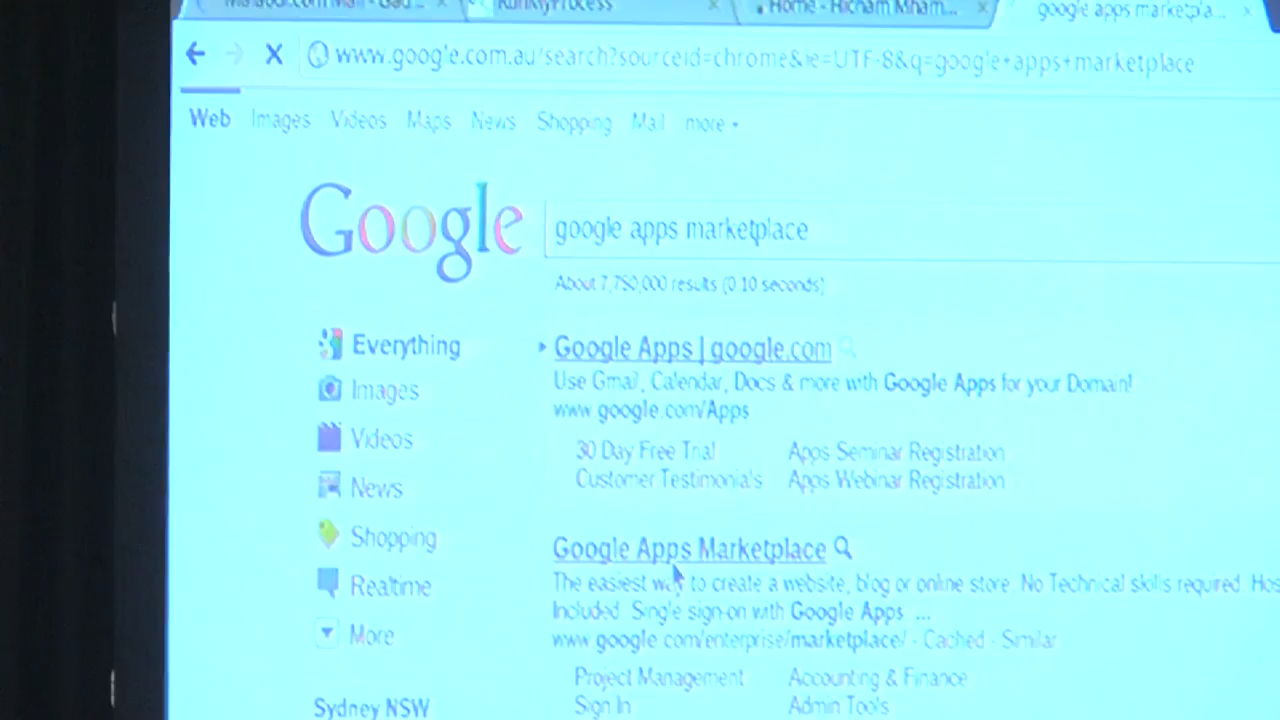 RunMyProcess
Home - Hicham Mham...
google apps marketpla...
www.google.com.au/search?sourceid=chrome&ie=UTF-8&q=google+apps+marketplace
Web Images Videos Maps News Shopping Mail more
Google
google apps marketplace
About 7,750,000 results (0.10 seconds)
Everything
Images
Videos
News
Shopping
Realtime
More
Sydney NSW
Google Apps | google.com
Use Gmail, Calendar, Docs & more with Google Apps for your Domain!
www.google.com/Apps
30 Day Free Trial Apps Seminar Registration
Customer Testimonials Apps Webinar Registration
Google Apps Marketplace
The easiest way to create a website, blog or online store. No Technical skills required. Hos
Included. Single sign-on with Google Apps ...
www.google.com/enterprise/marketplace/ - Cached - Similar
Project Management Accounting & Finance
Sign In Admin Tools